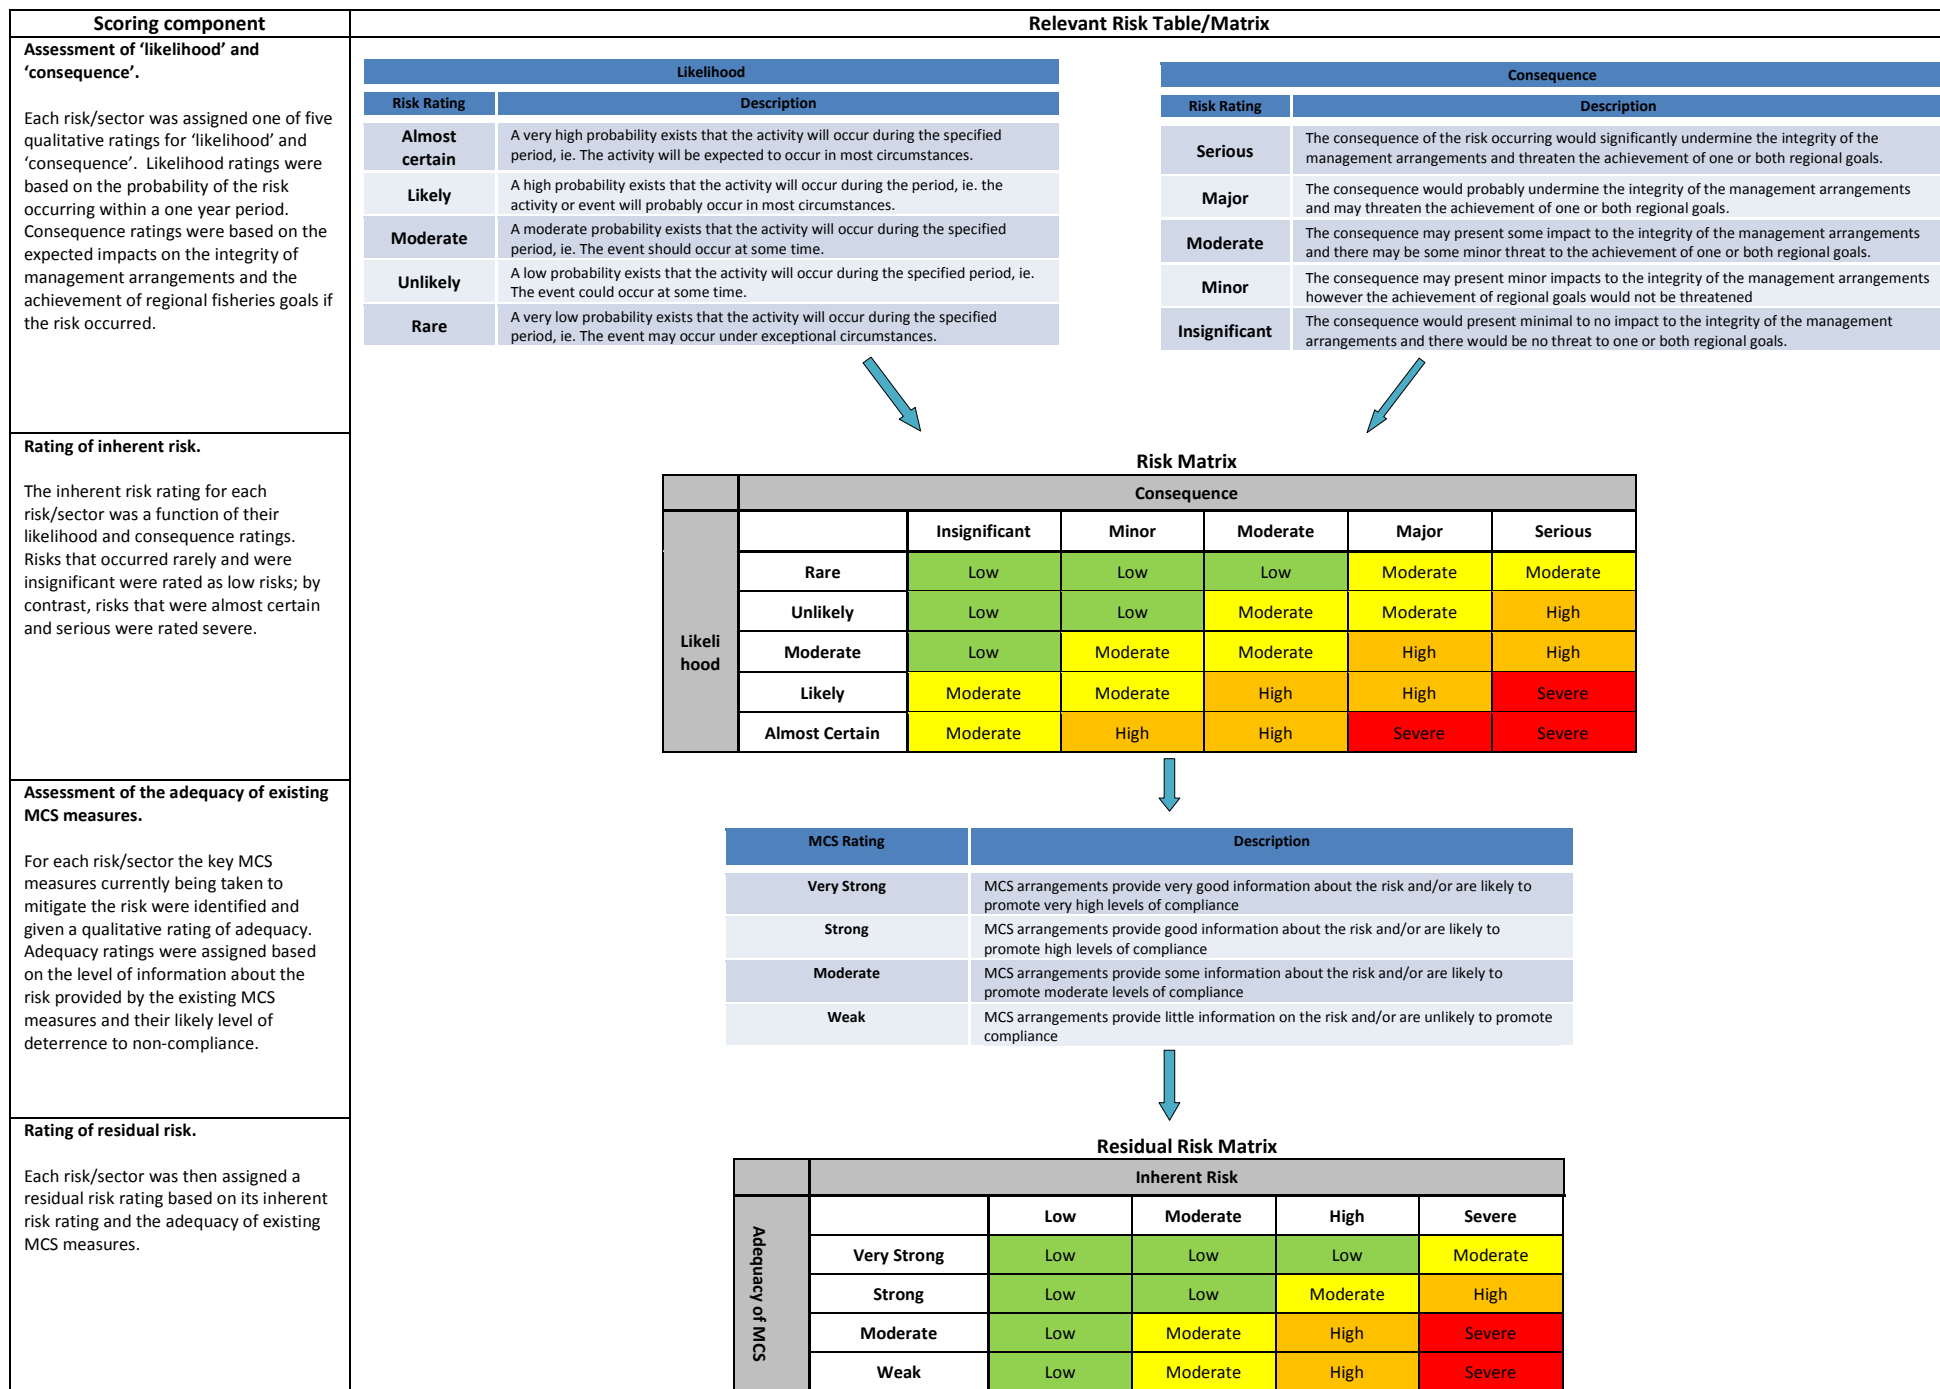 Scoring component
Relevant Risk Table/Matrix
Assessment of ‘likelihood’ and
‘consequence’.
Each risk/sector was assigned one of five
qualitative ratings for ‘likelihood’ and
‘consequence’.  Likelihood ratings were
based on the probability of the risk
occurring within a one year period.
Consequence ratings were based on the
expected impacts on the integrity of
management arrangements and the
achievement of regional fisheries goals if
the risk occurred.
Likelihood
Risk Rating Description
Almost
certain
A very high probability exists that the activity will occur during the specified
period, ie. The activity will be expected to occur in most circumstances.
Likely
A high probability exists that the activity will occur during the period, ie. the
activity or event will probably occur in most circumstances.
Moderate
A moderate probability exists that the activity will occur during the specified
period, ie. The event should occur at some time.
Unlikely
A low probability exists that the activity will occur during the specified period, ie.
The event could occur at some time.
Rare
A very low probability exists that the activity will occur during the specified
period, ie. The event may occur under exceptional circumstances.
Consequence
Risk Rating Description
Serious
The consequence of the risk occurring would significantly undermine the integrity of the
management arrangements and threaten the achievement of one or both regional goals.
Major
The consequence would probably undermine the integrity of the management arrangements
and may threaten the achievement of one or both regional goals.
Moderate
The consequence may present some impact to the integrity of the management arrangements
and there may be some minor threat to the achievement of one or both regional goals.
Minor
The consequence may present minor impacts to the integrity of the management arrangements
however the achievement of regional goals would not be threatened
Insignificant
The consequence would present minimal to no impact to the integrity of the management
arrangements and there would be no threat to one or both regional goals.
Rating of inherent risk.
The inherent risk rating for each
risk/sector was a function of their
likelihood and consequence ratings.
Risks that occurred rarely and were
insignificant were rated as low risks; by
contrast, risks that were almost certain
and serious were rated severe.
Risk Matrix
Consequence
Insignificant Minor Moderate Major Serious
Likeli
hood
Rare Low Low Low Moderate Moderate
Unlikely Low Low Moderate Moderate High
Moderate Low Moderate Moderate High High
Likely Moderate Moderate High High Severe
Almost Certain Moderate High High Severe Severe
Assessment of the adequacy of existing
MCS measures.
For each risk/sector the key MCS
measures currently being taken to
mitigate the risk were identified and
given a qualitative rating of adequacy.
Adequacy ratings were assigned based
on the level of information about the
risk provided by the existing MCS
measures and their likely level of
deterrence to non-compliance.
MCS Rating Description
Very Strong
MCS arrangements provide very good information about the risk and/or are likely to
promote very high levels of compliance
Strong
MCS arrangements provide good information about the risk and/or are likely to
promote high levels of compliance
Moderate
MCS arrangements provide some information about the risk and/or are likely to
promote moderate levels of compliance
Weak
MCS arrangements provide little information on the risk and/or are unlikely to promote
compliance
Rating of residual risk.
Each risk/sector was then assigned a
residual risk rating based on its inherent
risk rating and the adequacy of existing
MCS measures.
Residual Risk Matrix
Inherent Risk
Low Moderate High Severe
Adequacy of MCS
Very Strong Low Low Low Moderate
Strong Low Low Moderate High
Moderate Low Moderate High Severe
Weak Low Moderate High Severe